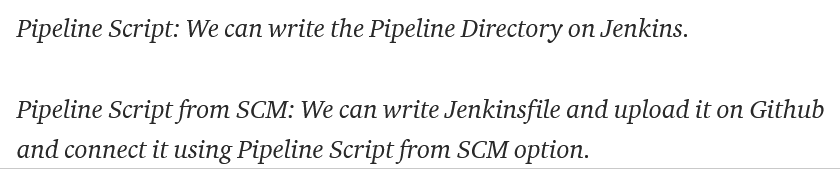 Pipeline Script: We can write the Pipeline Directory on Jenkins.
Pipeline Script from SCM: We can write Jenkinsfile and upload it on Github
and connect it using Pipeline Script from SCM option.